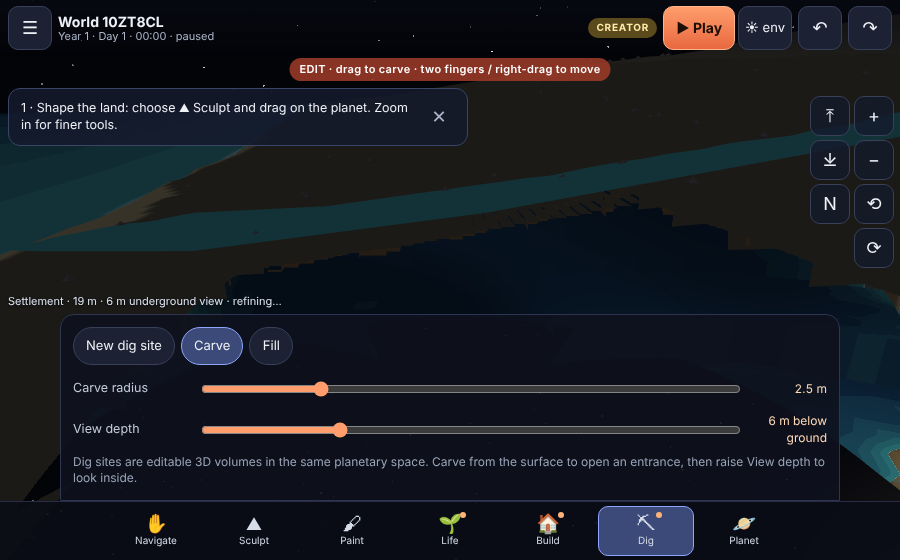 ☰
World 10ZT8CL
Year 1 · Day 1 · 00:00 · paused
CREATOR
▶ Play
☀ env
↶
↷
EDIT · drag to carve · two fingers / right-drag to move
1 · Shape the land: choose ▲ Sculpt and drag on the planet. Zoom
in for finer tools.
✕
⤒
+
−
N
⟲
⟳
Settlement · 19 m · 6 m underground view · refining…
New dig site
Carve
Fill
Carve radius
2.5 m
View depth
6 m below
ground
Dig sites are editable 3D volumes in the same planetary space. Carve from the surface to open an entrance, then raise View depth to
look inside.
Navigate
Sculpt
Paint
Life
Build
Dig
Planet